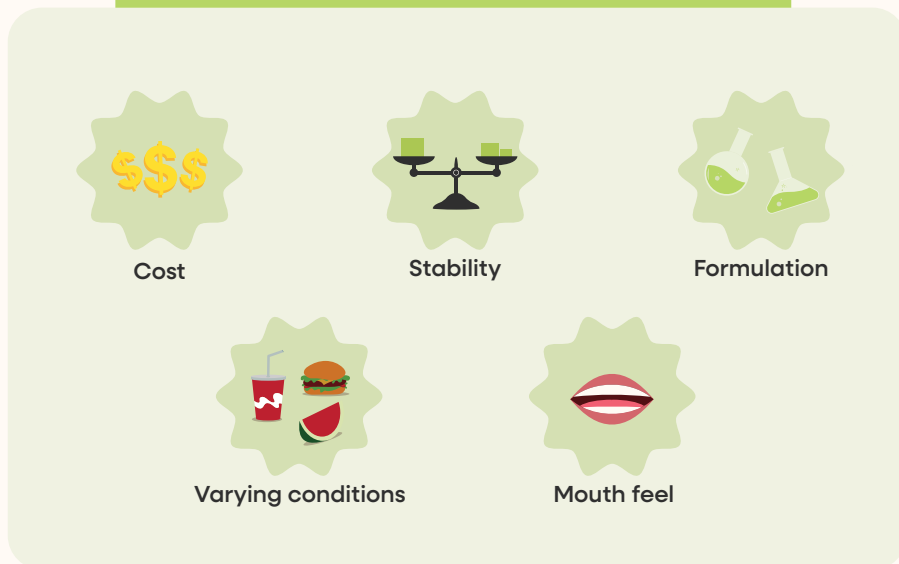 Cost
Stability
Formulation
Varying conditions
Mouth feel